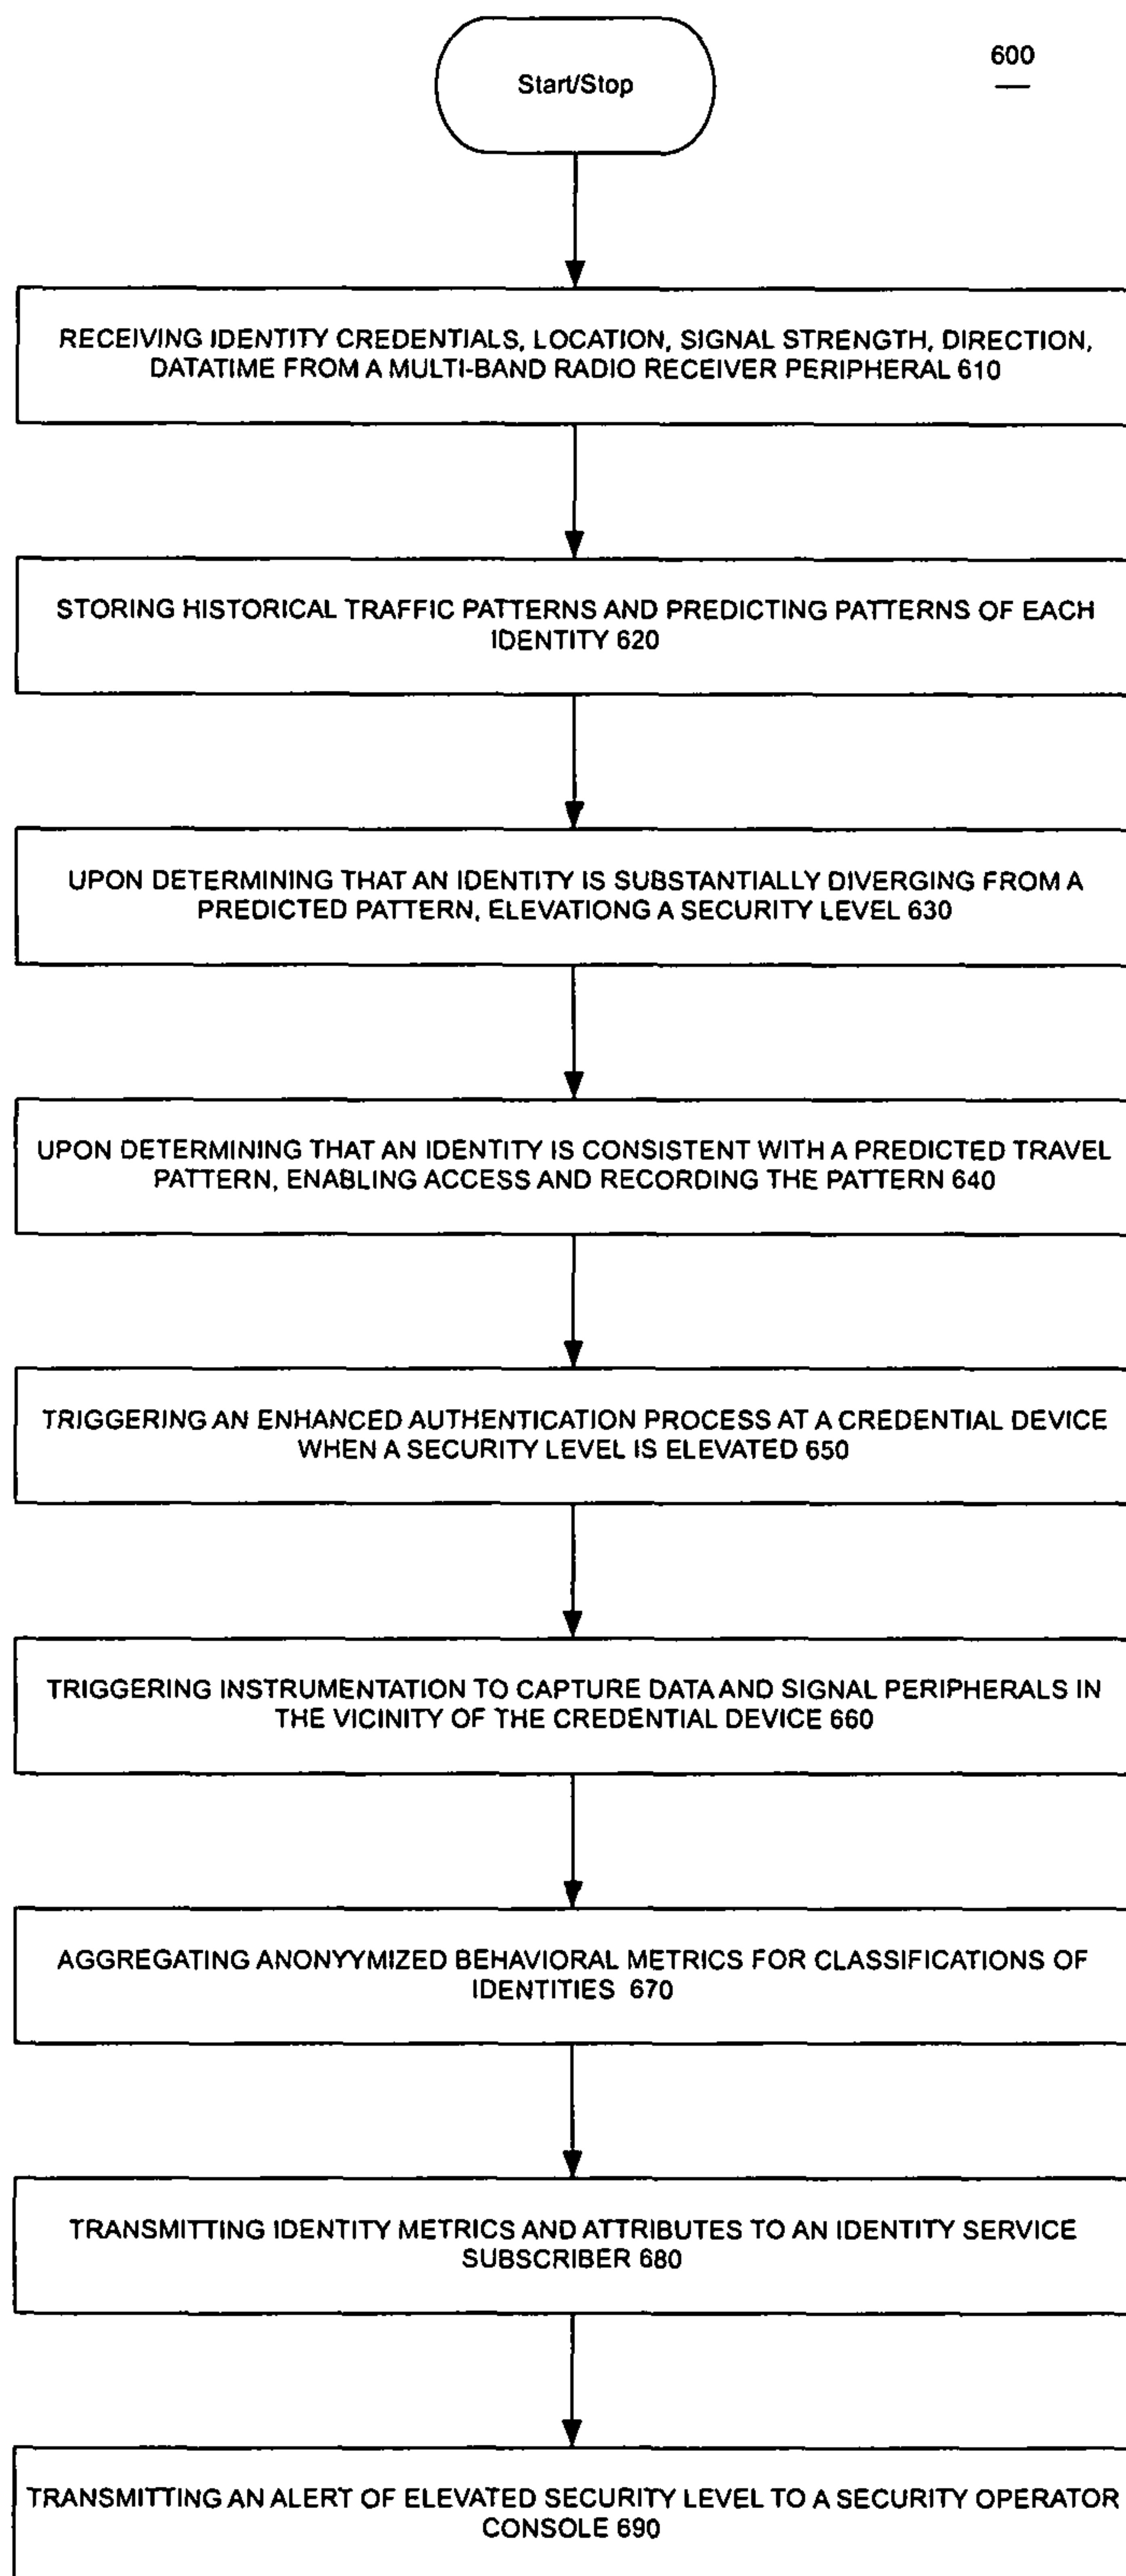 Start/Stop
600
RECEIVING IDENTITY CREDENTIALS, LOCATION, SIGNAL STRENGTH, DIRECTION,
DATATIME FROM A MULTI-BAND RADIO RECEIVER PERIPHERAL 610
STORING HISTORICAL TRAFFIC PATTERNS AND PREDICTING PATTERNS OF EACH
IDENTITY 620
UPON DETERMINING THAT AN IDENTITY IS SUBSTANTIALLY DIVERGING FROM A
PREDICTED PATTERN, ELEVATIONG A SECURITY LEVEL 630
UPON DETERMINING THAT AN IDENTITY IS CONSISTENT WITH A PREDICTED TRAVEL
PATTERN, ENABLING ACCESS AND RECORDING THE PATTERN 640
TRIGGERING AN ENHANCED AUTHENTICATION PROCESS AT A CREDENTIAL DEVICE
WHEN A SECURITY LEVEL IS ELEVATED 650
TRIGGERING INSTRUMENTATION TO CAPTURE DATA AND SIGNAL PERIPHERALS IN
THE VICINITY OF THE CREDENTIAL DEVICE 660
AGGREGATING ANONYYMIZED BEHAVIORAL METRICS FOR CLASSIFICATIONS OF
IDENTITIES 670
TRANSMITTING IDENTITY METRICS AND ATTRIBUTES TO AN IDENTITY SERVICE
SUBSCRIBER 680
TRANSMITTING AN ALERT OF ELEVATED SECURITY LEVEL TO A SECURITY OPERATOR
CONSOLE 690